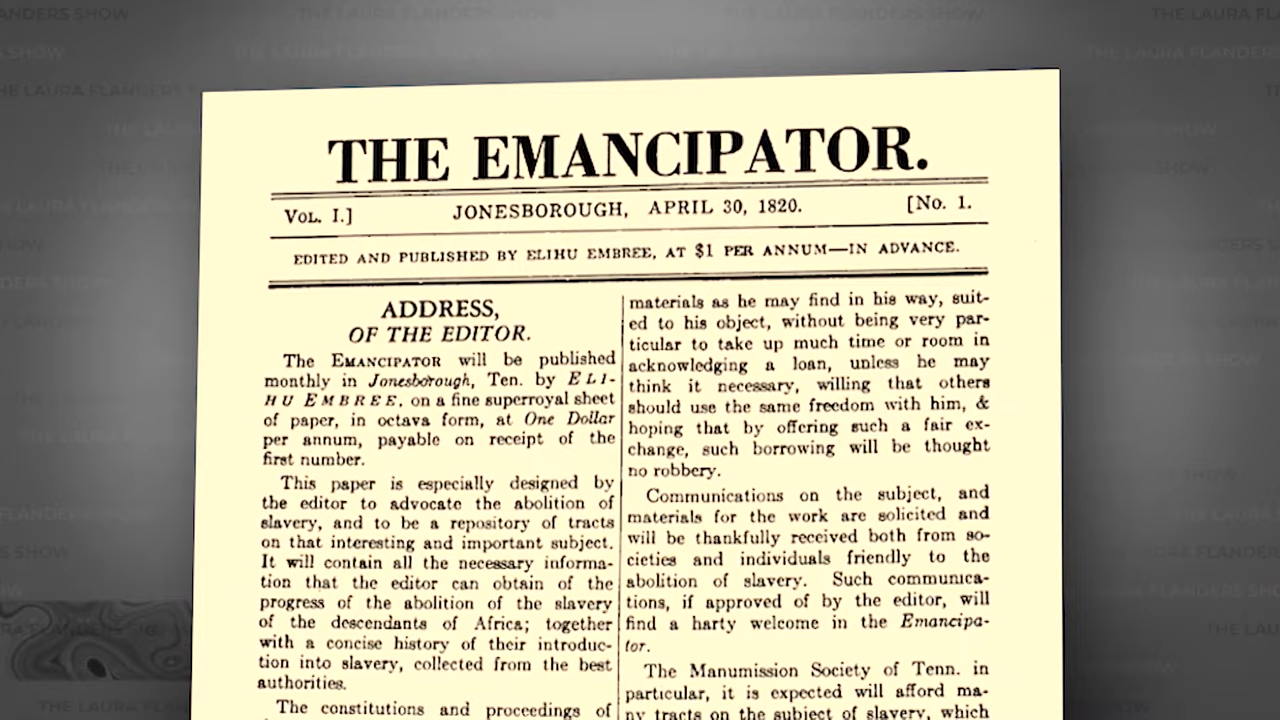 THE EMANCIPATOR.
VOL. I.] JONESBOROUGH, APRIL 30, 1820. [NO. 1.
EDITED AND PUBLISHED BY ELIHU EMBREE, AT $1 PER ANNUM—IN ADVANCE.
ADDRESS,
OF THE EDITOR.
The EMANCIPATOR will be published
monthly in Jonesborough, Ten. by ELI-
HU EMBREE, on a fine superroyal sheet
of paper, in octava form, at One Dollar
per annum, payable on receipt of the
first number.
This paper is especially designed by
the editor to advocate the abolition of
slavery, and to be a repository of tracts
on that interesting and important subject.
It will contain all the necessary informa-
tion that the editor can obtain of the
progress of the abolition of the slavery
of the descendants of Africa; together
with a concise history of their introduc-
tion into slavery, collected from the best
authorities.
The constitutions and proceedings of
materials as he may find in his way, suit-
ed to his object, without being very par-
ticular to take up much time or room in
acknowledging a loan, unless he may
think it necessary, willing that others
should use the same freedom with him, &
hoping that by offering such a fair ex-
change, such borrowing will be thought
no robbery.
Communications on the subject, and
materials for the work are solicited and
will be thankfully received both from so-
cieties and individuals friendly to the
abolition of slavery. Such communica-
tions, if approved of by the editor, will
find a harty welcome in the Emancipa-
tor.
The Manumission Society of Tenn. in
particular, it is expected will afford ma-
ny tracts on the subject of slavery, which
THE LAURA FLANDERS SHOW